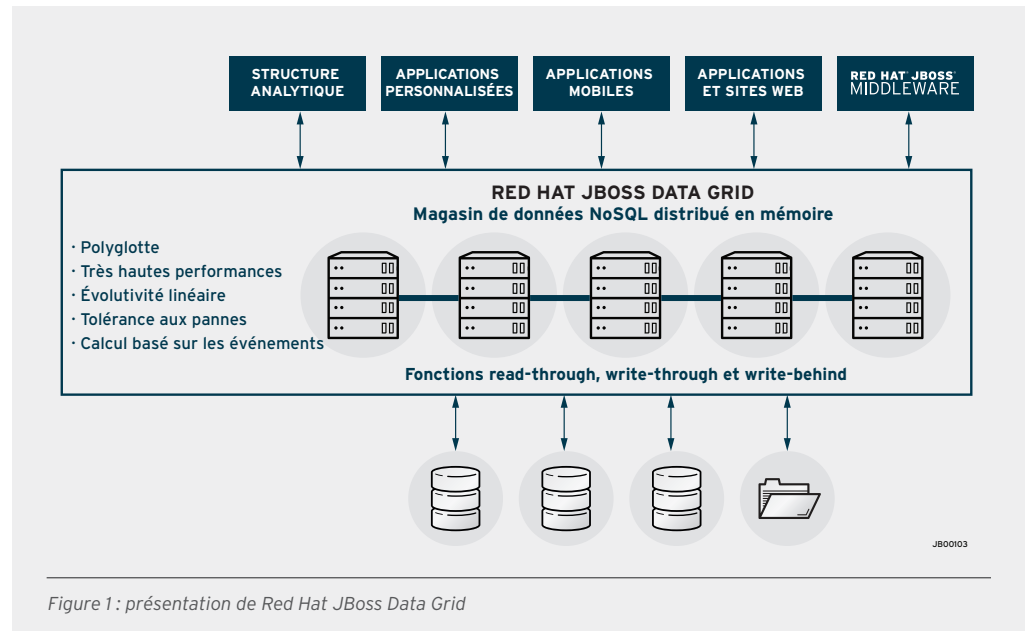 STRUCTURE
ANALYTIQUE
APPLICATIONS
PERSONNALISÉES
APPLICATIONS
MOBILES
APPLICATIONS
ET SITES WEB
RED HAT® JBOSS®
MIDDLEWARE
RED HAT JBOSS DATA GRID
Magasin de données NoSQL distribué en mémoire
· Polyglotte
· Très hautes performances
· Évolutivité linéaire
· Tolérance aux pannes
· Calcul basé sur les événements
Fonctions read-through, write-through et write-behind
JB00103
Figure 1 : présentation de Red Hat JBoss Data Grid